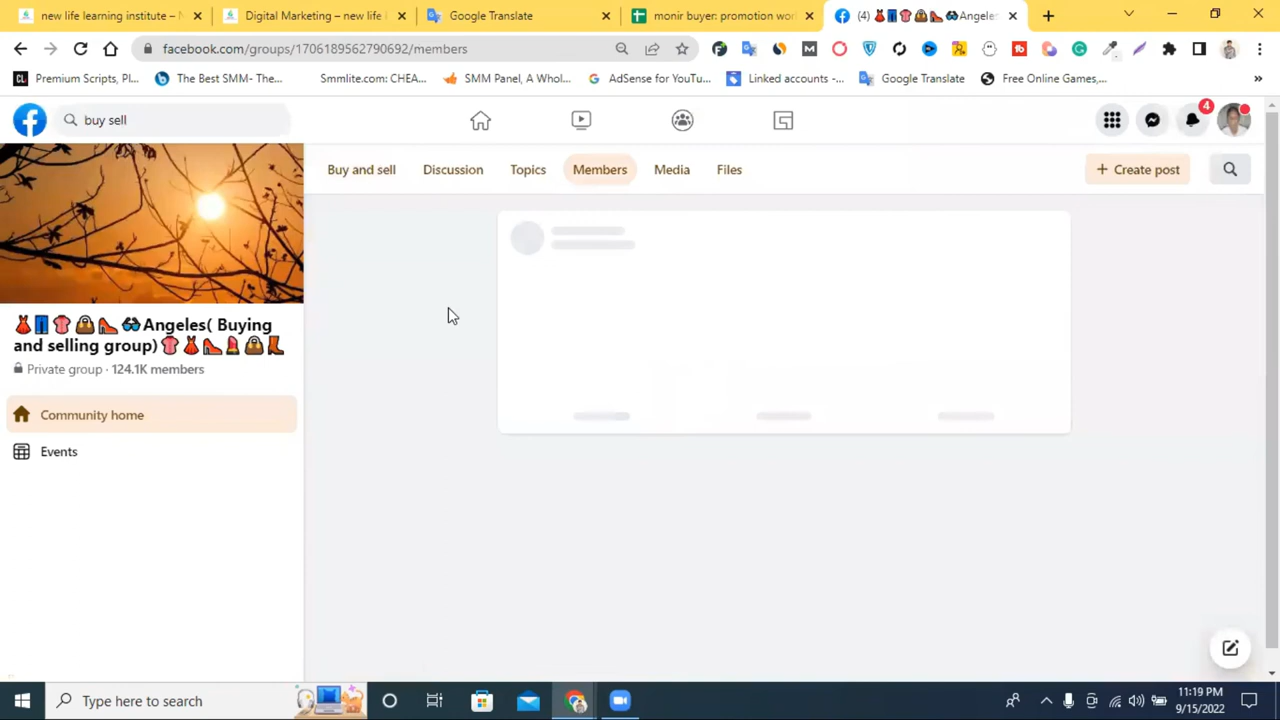 new life learning institute – N
Digital Marketing – new life l
Google Translate
monir buyer: promotion wor
(4) Angeles
facebook.com/groups/1706189562790692/members
Premium Scripts, Pl...
The Best SMM- The...
Smmlite.com: CHEA...
SMM Panel, A Whol...
AdSense for YouTu...
Linked accounts -...
Google Translate
Free Online Games,...
buy sell
4
Buy and sell
Discussion
Topics
Members
Media
Files
+ Create post
Angeles( Buying
and selling group)
Private group · 124.1K members
Community home
Events
Type here to search
11:19 PM
9/15/2022